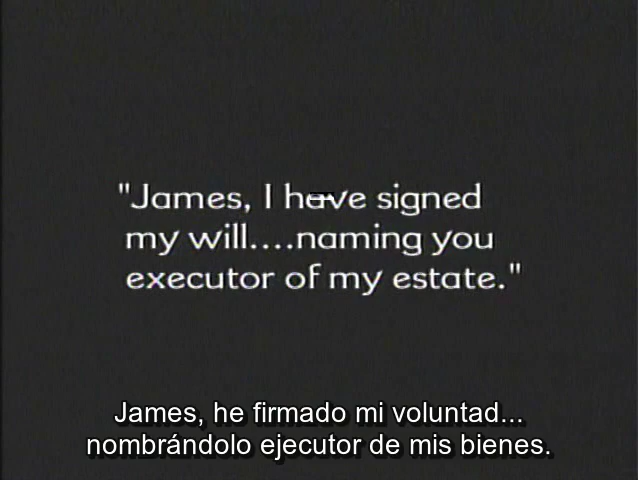 "James, I have signed
my will....naming you
executor of my estate."
James, he firmado mi voluntad...
nombrándolo ejecutor de mis bienes.